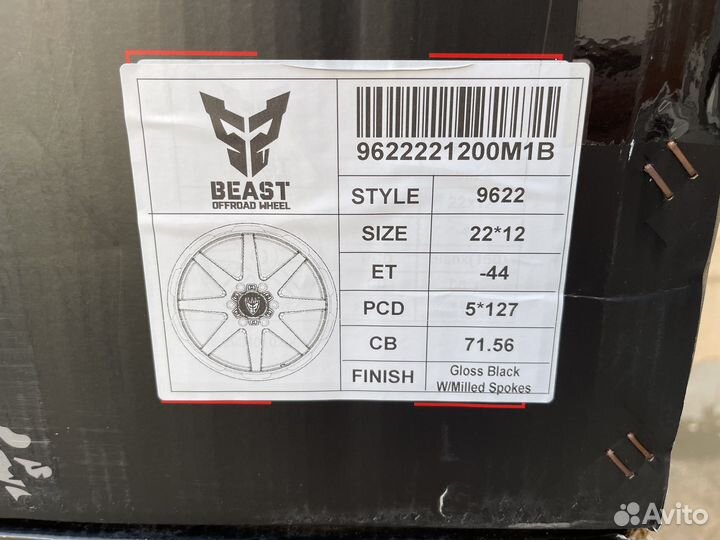 BEAST
OFFROAD WHEEL
9622221200M1B
STYLE 9622
SIZE 22*12
ET -44
PCD 5*127
CB 71.56
FINISH Gloss Black
W/Milled Spokes
Avito